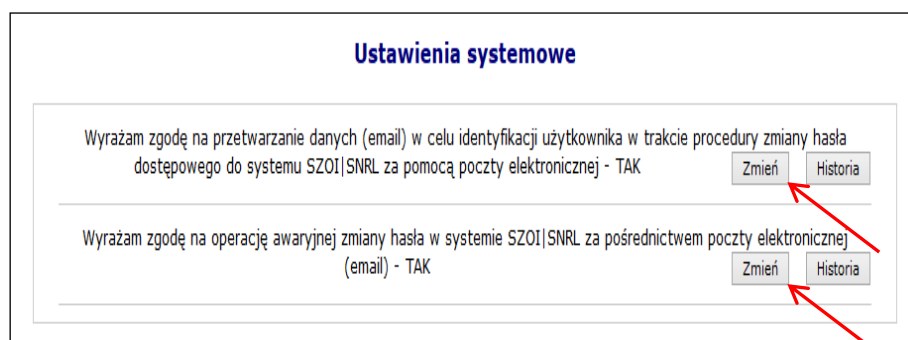 Ustawienia systemowe
Wyrażam zgodę na przetwarzanie danych (email) w celu identyfikacji użytkownika w trakcie procedury zmiany hasła
dostępowego do systemu SZOI|SNRL za pomocą poczty elektronicznej - TAK Zmień Historia
Wyrażam zgodę na operację awaryjnej zmiany hasła w systemie SZOI|SNRL za pośrednictwem poczty elektronicznej
(email) - TAK Zmień Historia